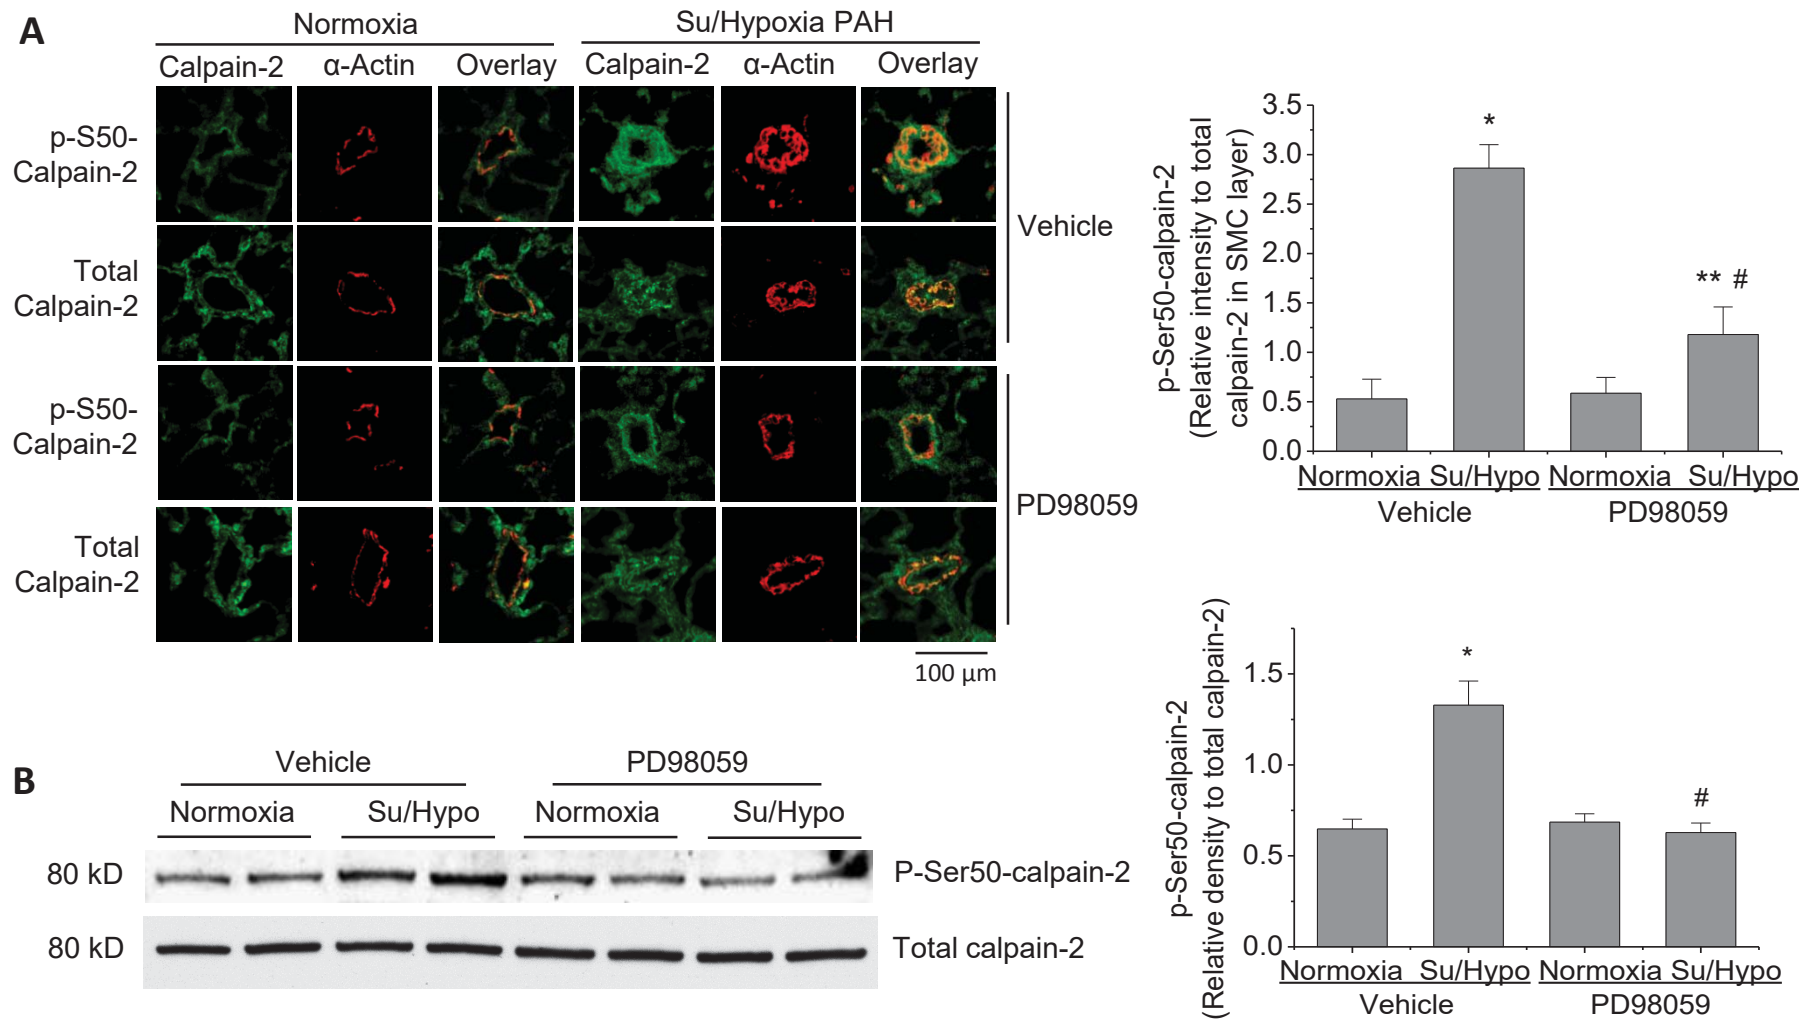 A
Normoxia
Su/Hypoxia PAH
Calpain-2 α-Actin Overlay Calpain-2 α-Actin Overlay
p-S50-
Calpain-2
Total
Calpain-2
Vehicle
p-S50-
Calpain-2
Total
Calpain-2
PD98059
100 μm
p-Ser50-calpain-2
(Relative intensity to total
calpain-2 in SMC layer)
3.5
3.0
2.5
2.0
1.5
1.0
0.5
0.0
*
** #
Normoxia Su/Hypo Normoxia Su/Hypo
Vehicle PD98059
B
Vehicle PD98059
Normoxia Su/Hypo Normoxia Su/Hypo
80 kD P-Ser50-calpain-2
80 kD Total calpain-2
p-Ser50-calpain-2
(Relative density to total calpain-2)
1.5
1.0
0.5
0.0
*
#
Normoxia Su/Hypo Normoxia Su/Hypo
Vehicle PD98059